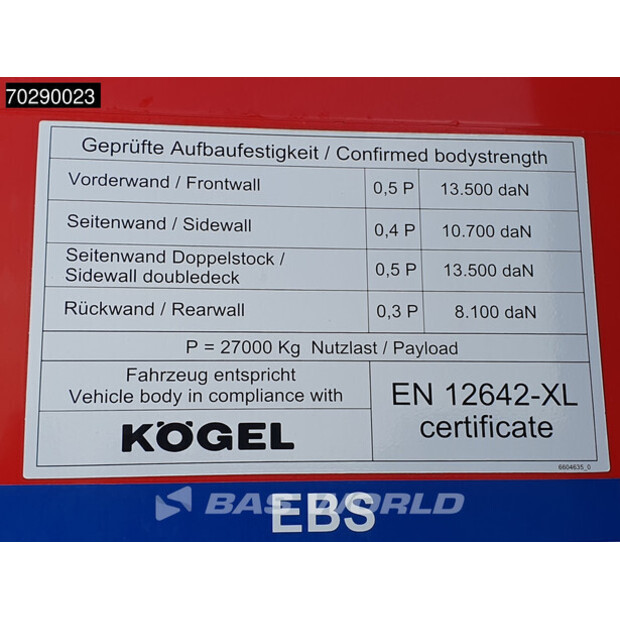 70290023
Geprüfte Aufbaufestigkeit / Confirmed bodystrength
Vorderwand / Frontwall 0,5 P 13.500 daN
Seitenwand / Sidewall 0,4 P 10.700 daN
Seitenwand Doppelstock /
Sidewall doubledeck 0,5 P 13.500 daN
Rückwand / Rearwall 0,3 P 8.100 daN
P = 27000 Kg Nutzlast / Payload
Fahrzeug entspricht
Vehicle body in compliance with
KÖGEL
EN 12642-XL
certificate
6604635_0
BAS WORLD
EBS